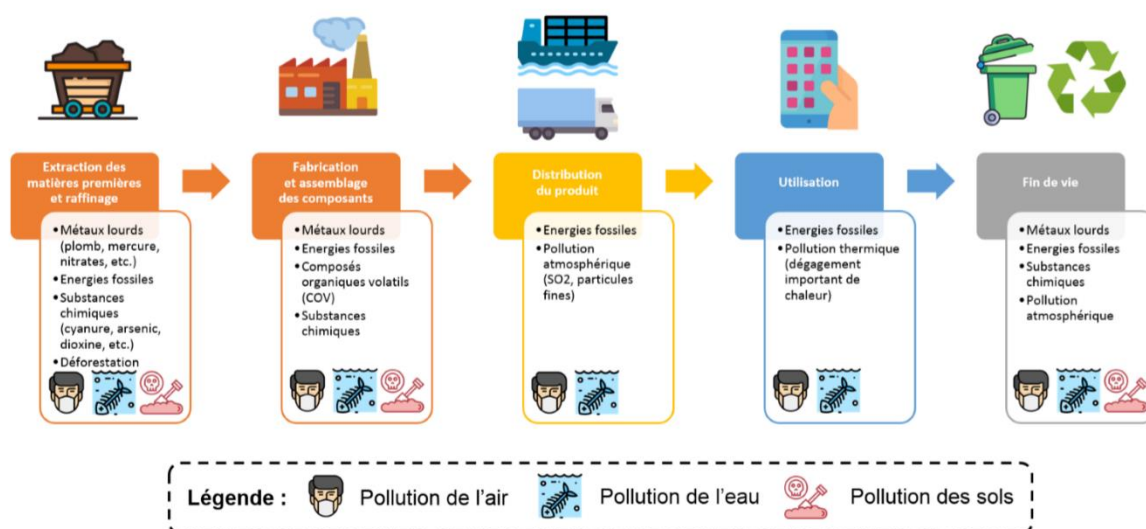 Extraction des
matières premières
et raffinage
•Métaux lourds
(plomb, mercure,
nitrates, etc.)
•Energies fossiles
•Substances
chimiques
(cyanure, arsenic,
dioxine, etc.)
•Déforestation
Fabrication
et assemblage
des composants
•Métaux lourds
•Energies fossiles
•Composés
organiques volatils
(COV)
•Substances
chimiques
Distribution
du produit
•Energies fossiles
•Pollution
atmosphérique
(SO2, particules
fines)
Utilisation
•Energies fossiles
•Pollution thermique
(dégagement
important de
chaleur)
Fin de vie
•Métaux lourds
•Energies fossiles
•Substances
chimiques
•Pollution
atmosphérique
Légende : Pollution de l'air Pollution de l'eau Pollution des sols